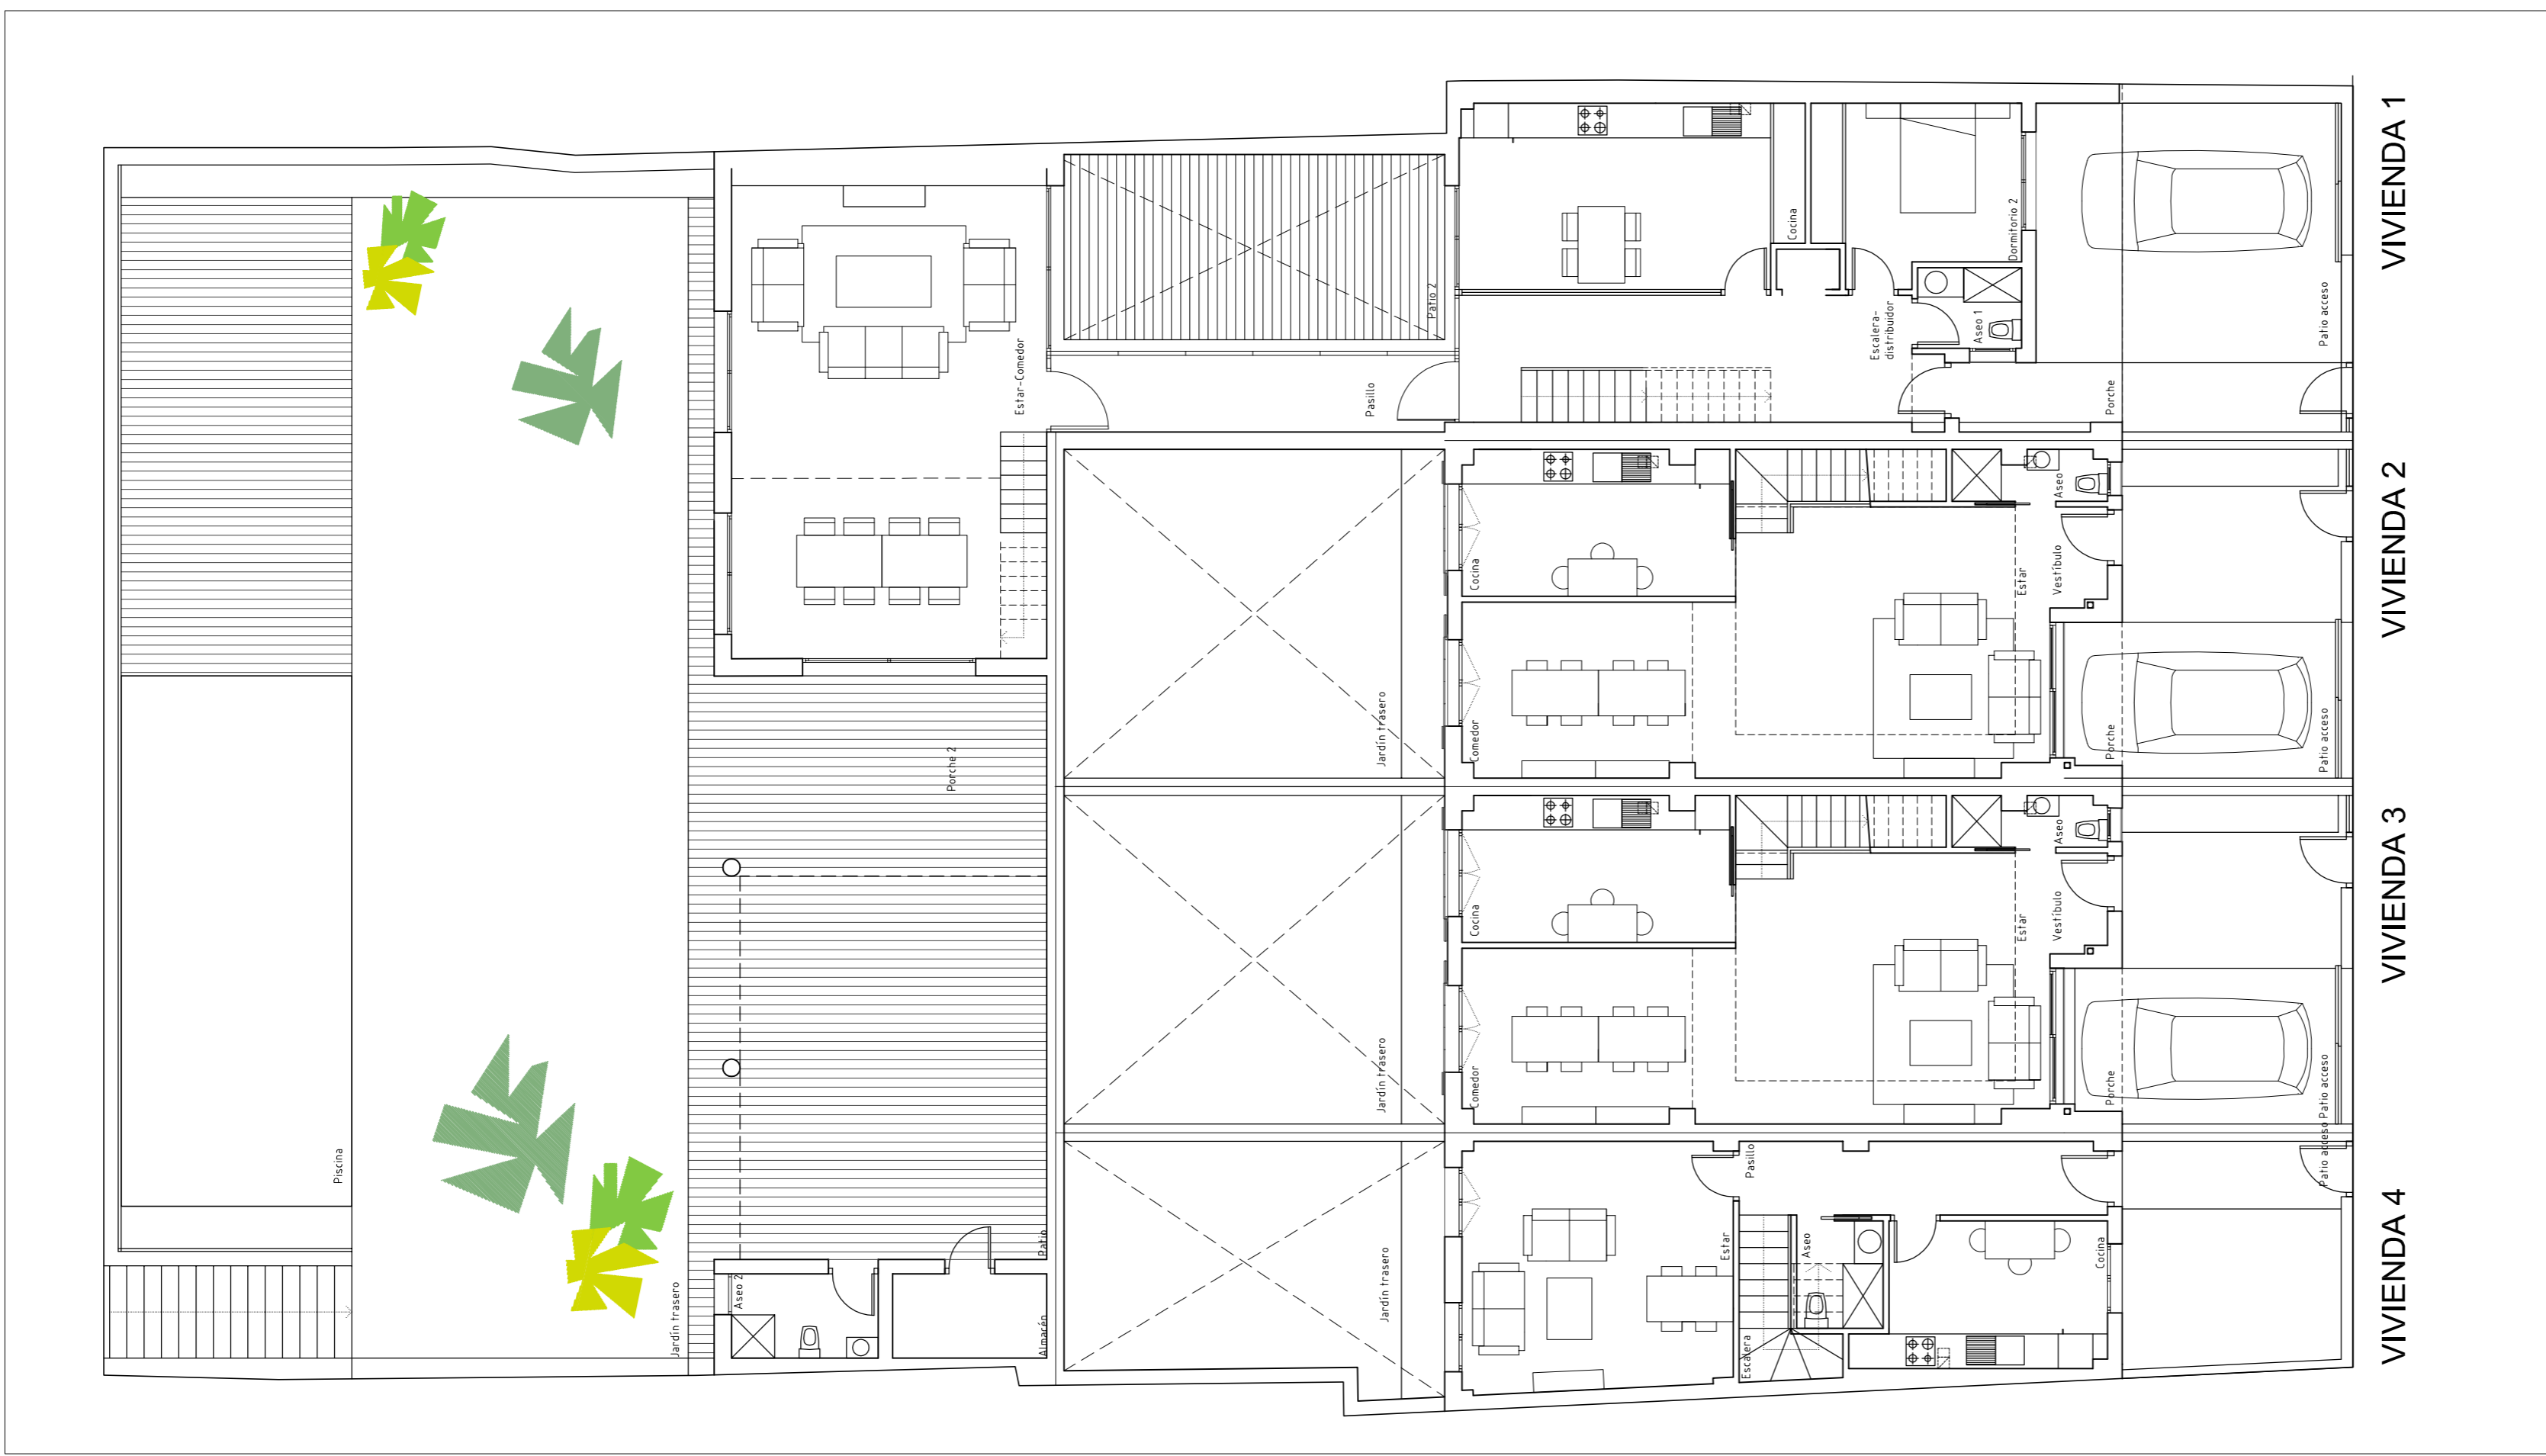 VIVIENDA 1
Cocina
Dormitorio 2
Patio 2
Aseo 1
Escalera-
distribuidor
Patio acceso
Estar-Comedor
Pasillo
Porche
VIVIENDA 2
Aseo
Cocina
Estar
Vestíbulo
Jardín trasero
Comedor
Porche
Patio acceso
Porche 2
VIVIENDA 3
Aseo
Cocina
Estar
Vestíbulo
Jardín trasero
Comedor
Porche
Patio acceso
Patio acceso
Piscina
VIVIENDA 4
Pasillo
Patio
Estar
Aseo
Cocina
Jardín trasero
Aseo 2
Jardín trasero
Almacén
Escalera